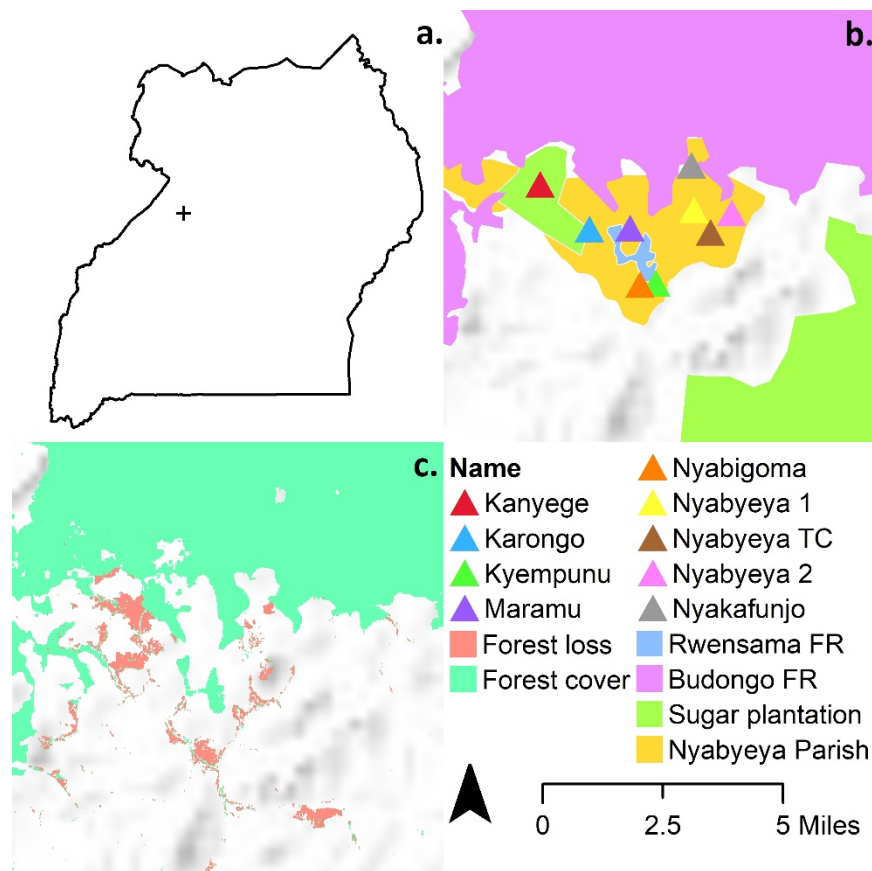 a.
b.
c.
Name
Kanyege
Karongo
Kyempunu
Maramu
Forest loss
Forest cover
Nyabigoma
Nyabyeya 1
Nyabyeya TC
Nyabyeya 2
Nyakafunjo
Rwensama FR
Budongo FR
Sugar plantation
Nyabyeya Parish
0 2.5 5 Miles